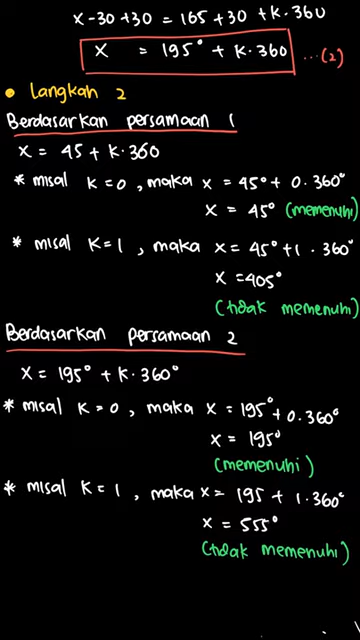 x-30+30 = 165 + 30 + k.360
x = 195° + k.360 ...(2)
• Langkah 2
Berdasarkan persamaan 1
x = 45 + k.360
* misal k=0, maka x = 45° + 0.360°
x = 45° (memenuhi)
* misal k=1, maka x = 45° + 1.360°
x = 405°
(tidak memenuhi)
Berdasarkan persamaan 2
x = 195° + k.360°
* misal k=0, maka x = 195° + 0.360°
x = 195°
(memenuhi)
* misal k=1, maka x = 195 + 1.360°
x = 555°
(tidak memenuhi)